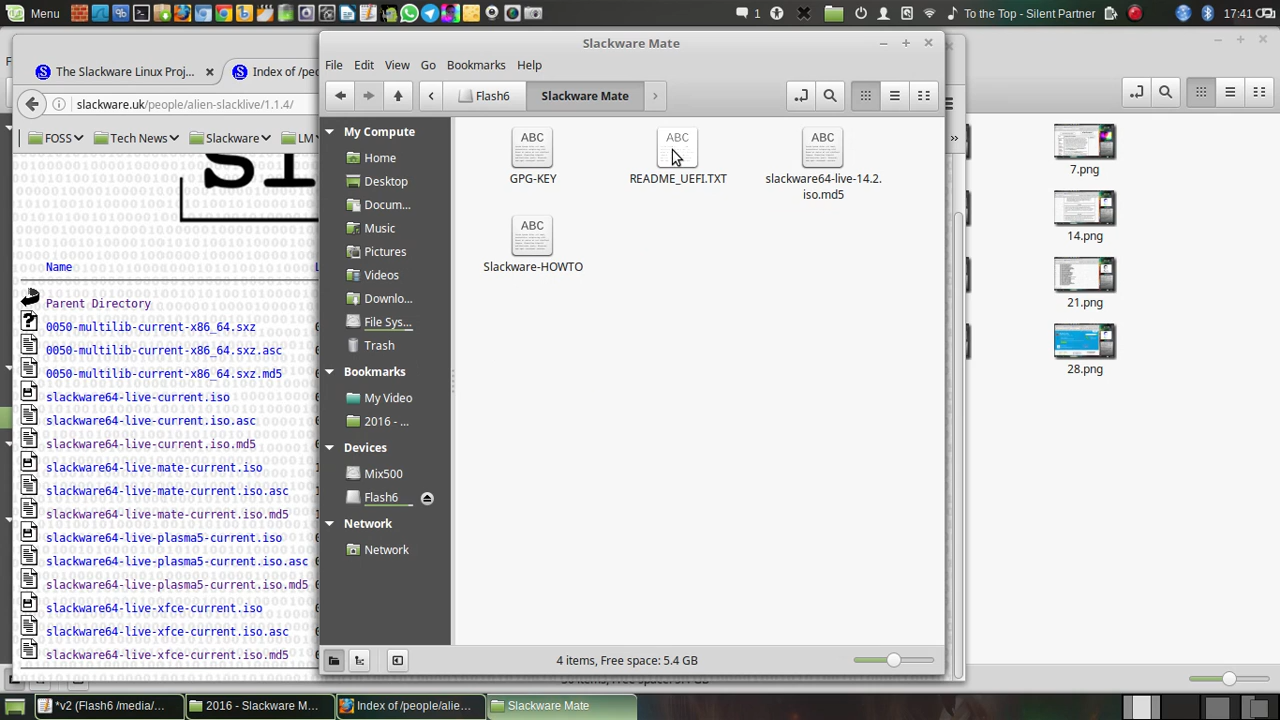 Menu
1
To the Top - Silent Partner
17:41
Slackware Mate
The Slackware Linux Proj...
Index of /peo
File Edit View Go Bookmarks Help
slackware.uk/people/alien-slacklive/1.1.4/
Flash6
Slackware Mate
FOSS
Tech News
Slackware
LM
My Compute
Home
Desktop
Docum...
Music
Pictures
Videos
Downlo...
File Sys...
Trash
Bookmarks
My Video
2016 - ...
Devices
Mix500
Flash6
Network
Network
ABC
GPG-KEY
ABC
README_UEFI.TXT
ABC
slackware64-live-14.2.
iso.md5
ABC
Slackware-HOWTO
7.png
14.png
21.png
28.png
Name
Parent Directory
0050-multilib-current-x86_64.sxz
0050-multilib-current-x86_64.sxz.asc
0050-multilib-current-x86_64.sxz.md5
slackware64-live-current.iso
slackware64-live-current.iso.asc
slackware64-live-current.iso.md5
slackware64-live-mate-current.iso
slackware64-live-mate-current.iso.asc
slackware64-live-mate-current.iso.md5
slackware64-live-plasma5-current.iso
slackware64-live-plasma5-current.iso.asc
slackware64-live-plasma5-current.iso.md5
slackware64-live-xfce-current.iso
slackware64-live-xfce-current.iso.asc
slackware64-live-xfce-current.iso.md5
4 items, Free space: 5.4 GB
*v2 (Flash6 /media/...
2016 - Slackware M...
Index of /people/alie...
Slackware Mate